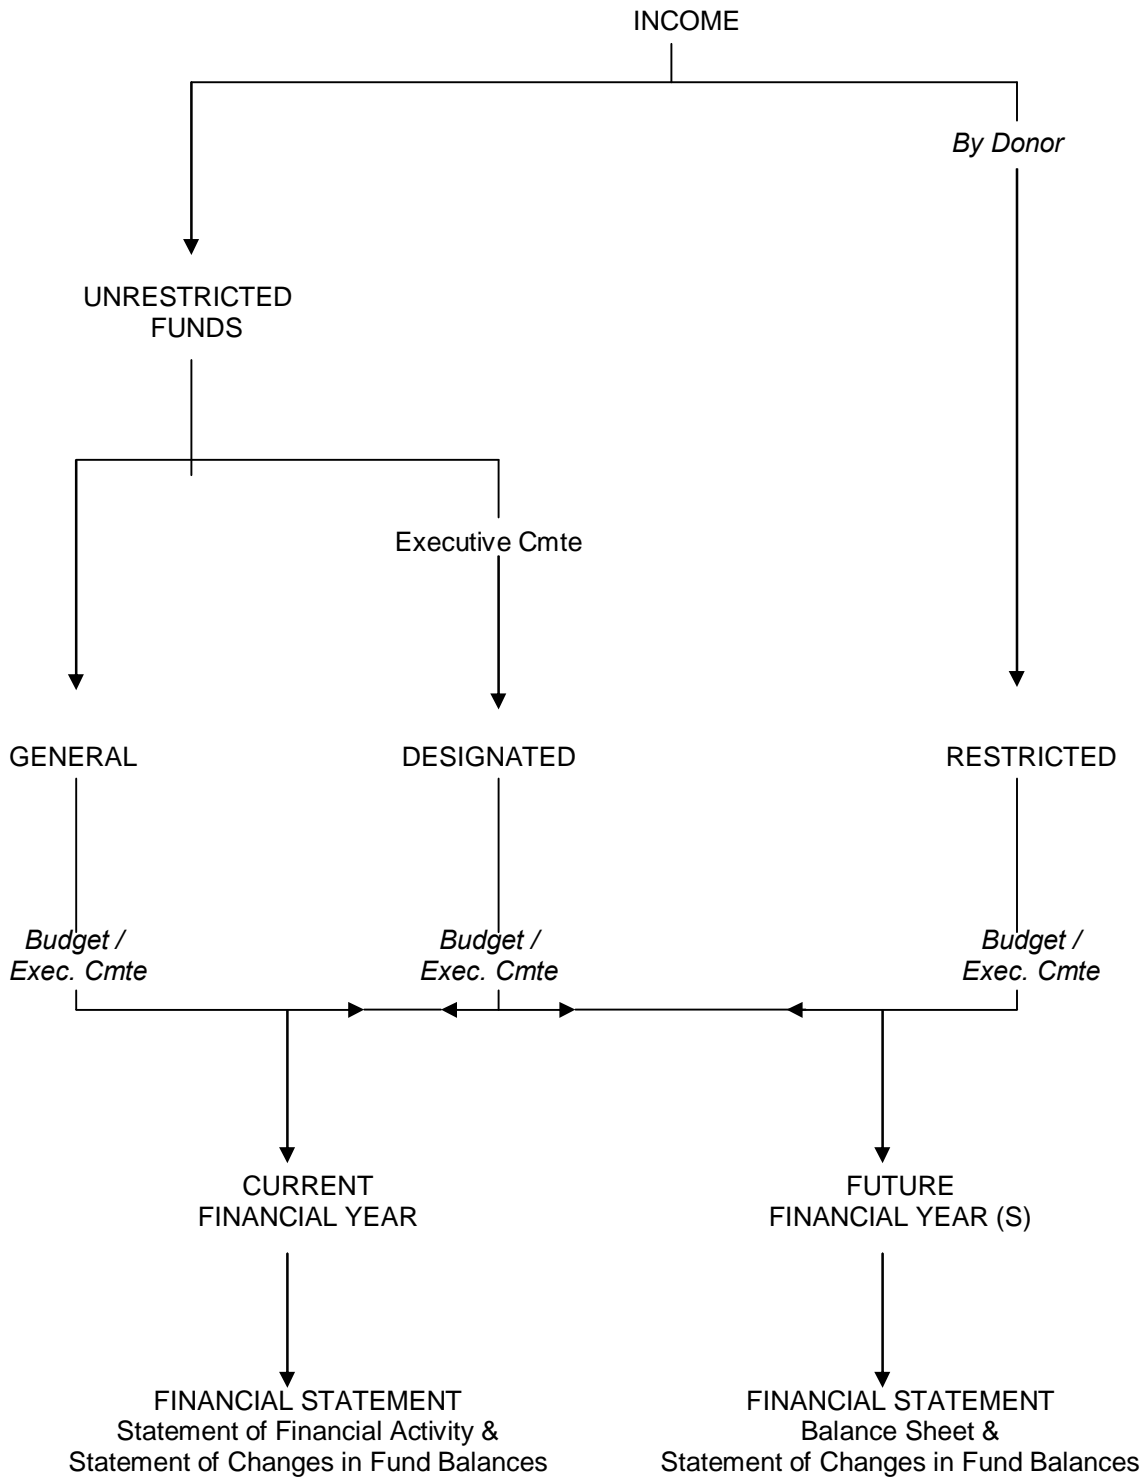 INCOME
By Donor
UNRESTRICTED
FUNDS
Executive Cmte
GENERAL
DESIGNATED
RESTRICTED
Budget /
Exec. Cmte
Budget /
Exec. Cmte
Budget /
Exec. Cmte
CURRENT
FINANCIAL YEAR
FUTURE
FINANCIAL YEAR (S)
FINANCIAL STATEMENT
Statement of Financial Activity &
Statement of Changes in Fund Balances
FINANCIAL STATEMENT
Balance Sheet &
Statement of Changes in Fund Balances